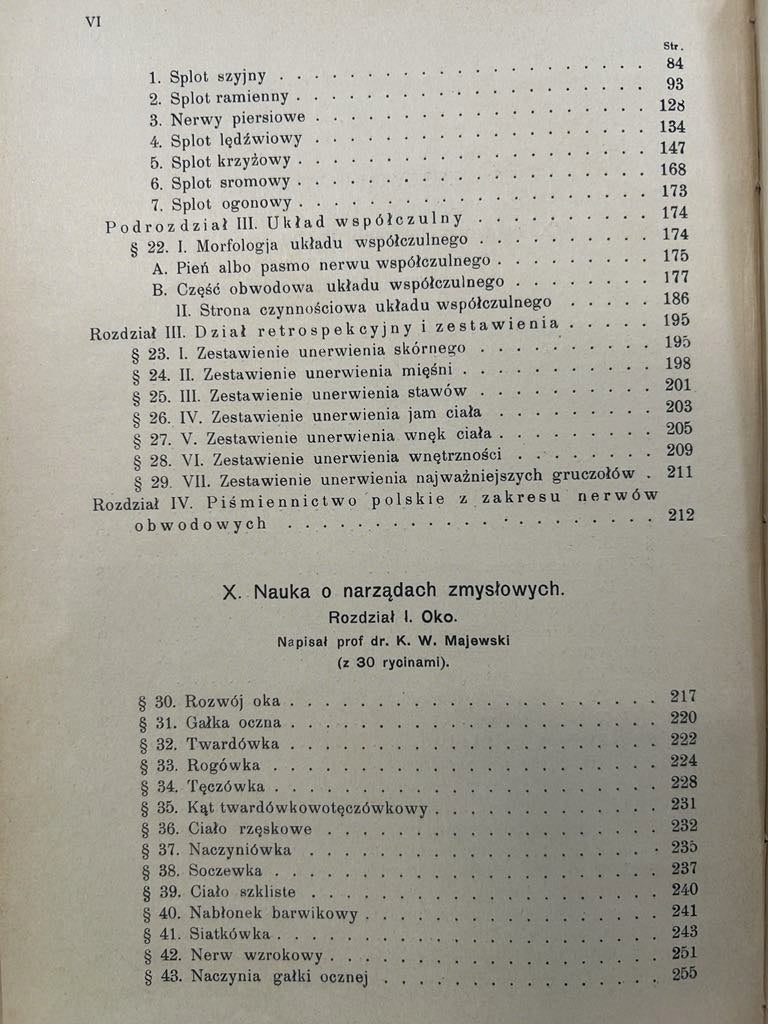 VI
Str.
1. Splot szyjny . . . . . . . . . . . . . . . . . 84
2. Splot ramienny . . . . . . . . . . . . . . . . 93
3. Nerwy piersiowe . . . . . . . . . . . . . . . 128
4. Splot lędźwiowy . . . . . . . . . . . . . . . 134
5. Splot krzyżowy . . . . . . . . . . . . . . . . 147
6. Splot sromowy . . . . . . . . . . . . . . . . 168
7. Splot ogonowy . . . . . . . . . . . . . . . . 173
Podrozdział III. Układ współczulny . . . . . . . . 174
§ 22. I. Morfologja układu współczulnego . . . . . . . 174
A. Pień albo pasmo nerwu współczulnego . . . . . . . 175
B. Część obwodowa układu współczulnego . . . . . . 177
II. Strona czynnościowa układu współczulnego . . . . . 186
Rozdział III. Dział retrospekcyjny i zestawienia . . . . . 195
§ 23. I. Zestawienie unerwienia skórnego . . . . . . . . 195
§ 24. II. Zestawienie unerwienia mięśni . . . . . . . . . 198
§ 25. III. Zestawienie unerwienia stawów . . . . . . . . 201
§ 26. IV. Zestawienie unerwienia jam ciała . . . . . . . . 203
§ 27. V. Zestawienie unerwienia wnęk ciała . . . . . . . 205
§ 28. VI. Zestawienie unerwienia wnętrzności . . . . . . . 209
§ 29. VII. Zestawienie unerwienia najważniejszych gruczołów . 211
Rozdział IV. Piśmiennictwo polskie z zakresu nerwów
obwodowych . . . . . . . . . . . . . . . . . . 212
X. Nauka o narządach zmysłowych.
Rozdział I. Oko.
Napisał prof dr. K. W. Majewski
(z 30 rycinami).
§ 30. Rozwój oka . . . . . . . . . . . . . . . . . 217
§ 31. Gałka oczna . . . . . . . . . . . . . . . . . 220
§ 32. Twardówka . . . . . . . . . . . . . . . . . 222
§ 33. Rogówka . . . . . . . . . . . . . . . . . . 224
§ 34. Tęczówka . . . . . . . . . . . . . . . . . . 228
§ 35. Kąt twardówkowotęczówkowy . . . . . . . . . . 231
§ 36. Ciało rzęskowe . . . . . . . . . . . . . . . 232
§ 37. Naczyniówka . . . . . . . . . . . . . . . . 235
§ 38. Soczewka . . . . . . . . . . . . . . . . . . 237
§ 39. Ciało szkliste . . . . . . . . . . . . . . . . 240
§ 40. Nabłonek barwikowy . . . . . . . . . . . . . 241
§ 41. Siatkówka . . . . . . . . . . . . . . . . . . 243
§ 42. Nerw wzrokowy . . . . . . . . . . . . . . . 251
§ 43. Naczynia gałki ocznej . . . . . . . . . . . . 255